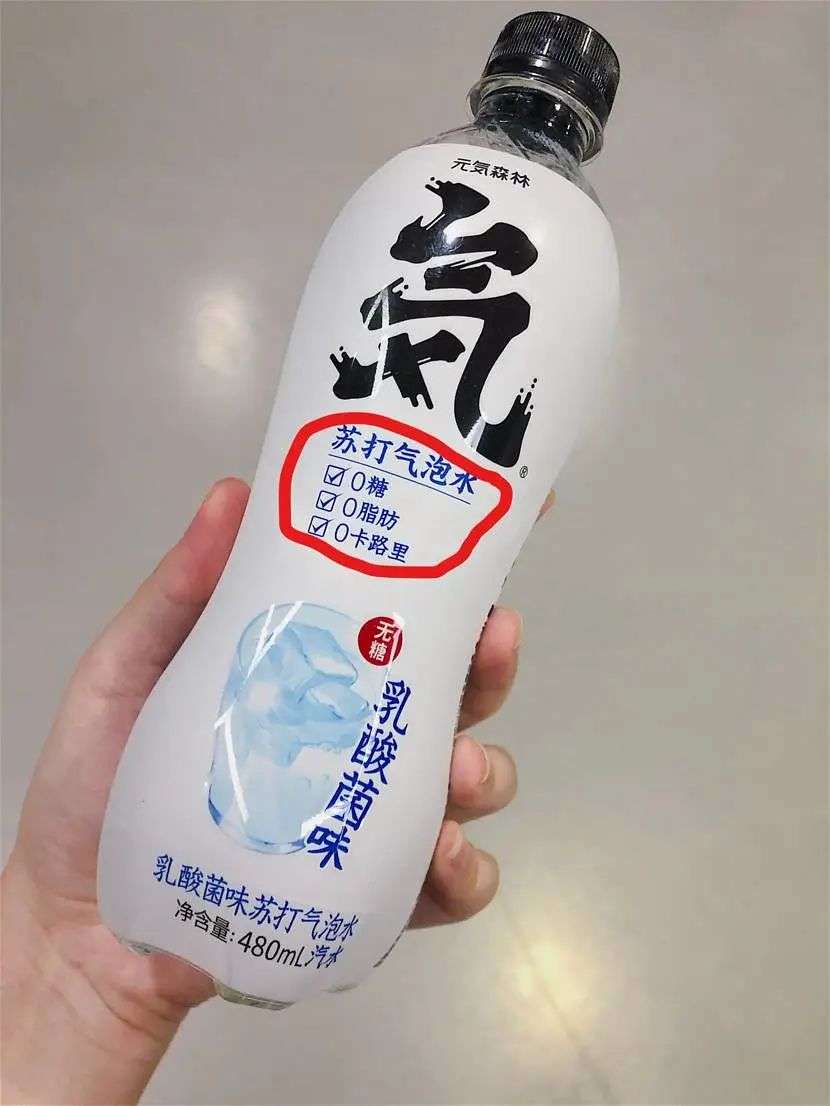 元気森林
気
®
苏打气泡水
0糖
0脂肪
0卡路里
无糖
乳酸菌味
乳酸菌味苏打气泡水
净含量:480mL汽水